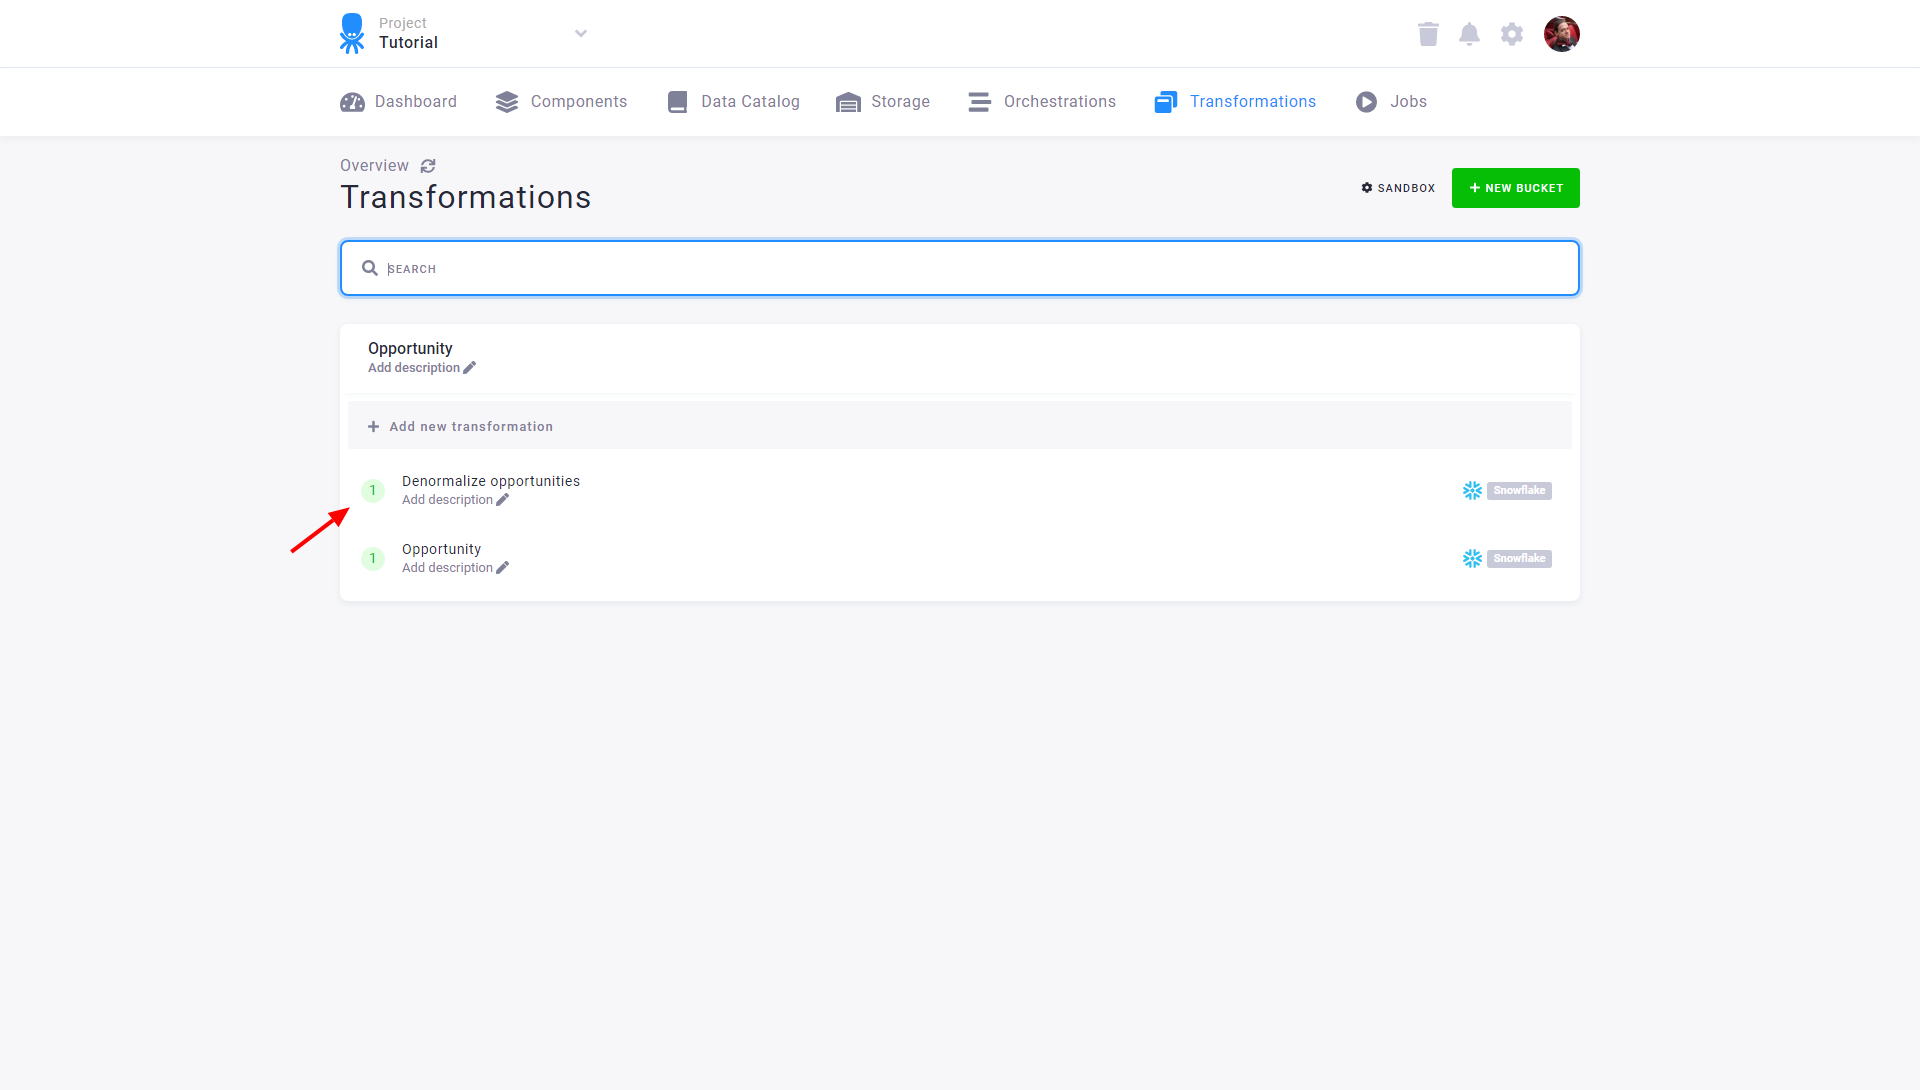 Project
Tutorial
Dashboard
Components
Data Catalog
Storage
Orchestrations
Transformations
Jobs
Overview
Transformations
SANDBOX
NEW BUCKET
SEARCH
Opportunity
Add description
Add new transformation
1
Denormalize opportunities
Add description
Snowflake
1
Opportunity
Add description
Snowflake